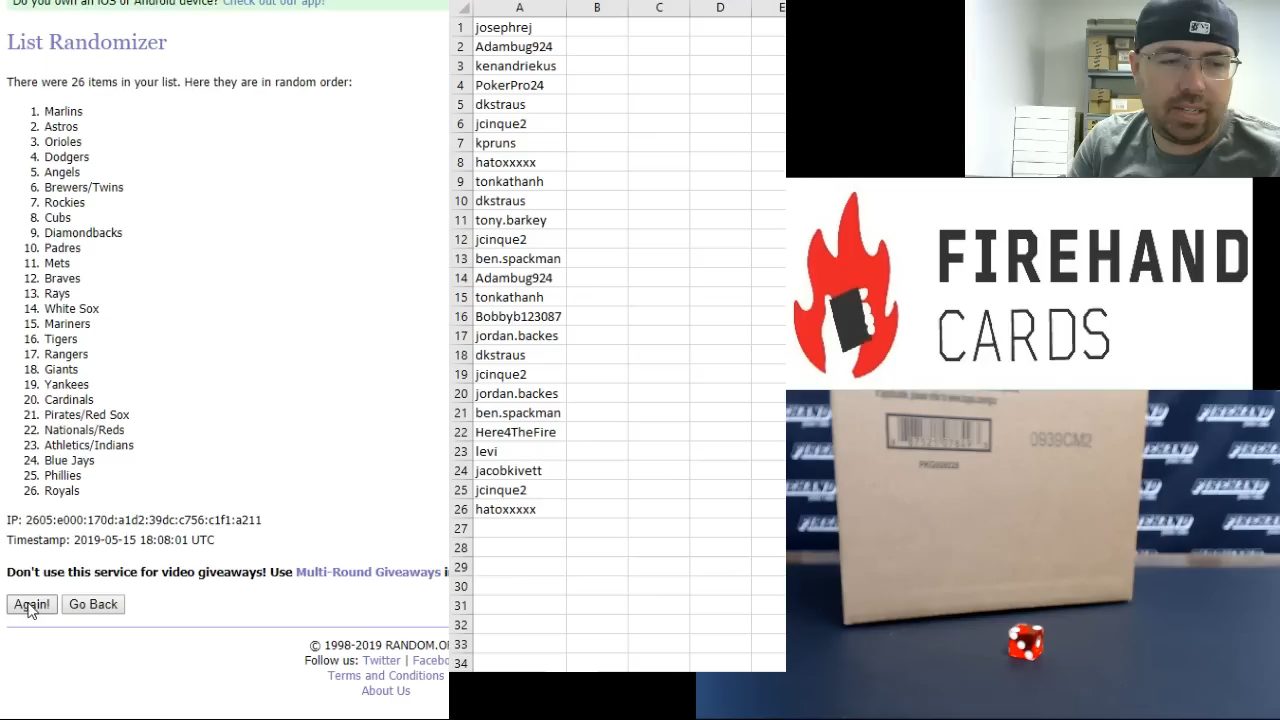 Do you own an iOS or Android device? Check out our app!
List Randomizer
There were 26 items in your list. Here they are in random order:
1. Marlins
2. Astros
3. Orioles
4. Dodgers
5. Angels
6. Brewers/Twins
7. Rockies
8. Cubs
9. Diamondbacks
10. Padres
11. Mets
12. Braves
13. Rays
14. White Sox
15. Mariners
16. Tigers
17. Rangers
18. Giants
19. Yankees
20. Cardinals
21. Pirates/Red Sox
22. Nationals/Reds
23. Athletics/Indians
24. Blue Jays
25. Phillies
26. Royals
IP: 2605:e000:170d:a1d2:39dc:c756:c1f1:a211
Timestamp: 2019-05-15 18:08:01 UTC
Don't use this service for video giveaways! Use Multi-Round Giveaways i
Again! Go Back
© 1998-2019 RANDOM.OR
Follow us: Twitter | Facebo
Terms and Conditions
About Us
A B C D E
1 josephrej
2 Adambug924
3 kenandriekus
4 PokerPro24
5 dkstraus
6 jcinque2
7 kpruns
8 hatoxxxxx
9 tonkathanh
10 dkstraus
11 tony.barkey
12 jcinque2
13 ben.spackman
14 Adambug924
15 tonkathanh
16 Bobbyb123087
17 jordan.backes
18 dkstraus
19 jcinque2
20 jordan.backes
21 ben.spackman
22 Here4TheFire
23 levi
24 jacobkivett
25 jcinque2
26 hatoxxxxx
27
28
29
30
31
32
33
34
FIREHAND
CARDS
0939CM2
FIREHAND
FIREHAND
FIREHAND